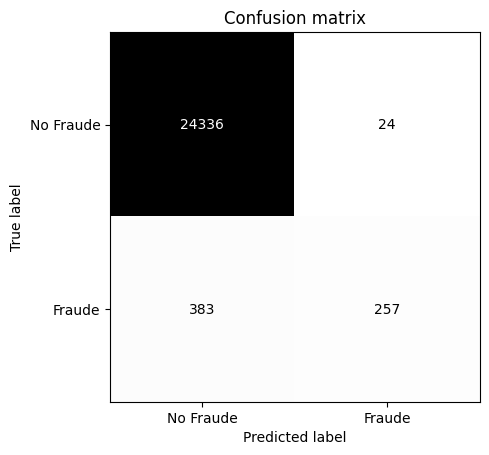 Confusion matrix
True label
No Fraude
24336
24
Fraude
383
257
No Fraude
Fraude
Predicted label